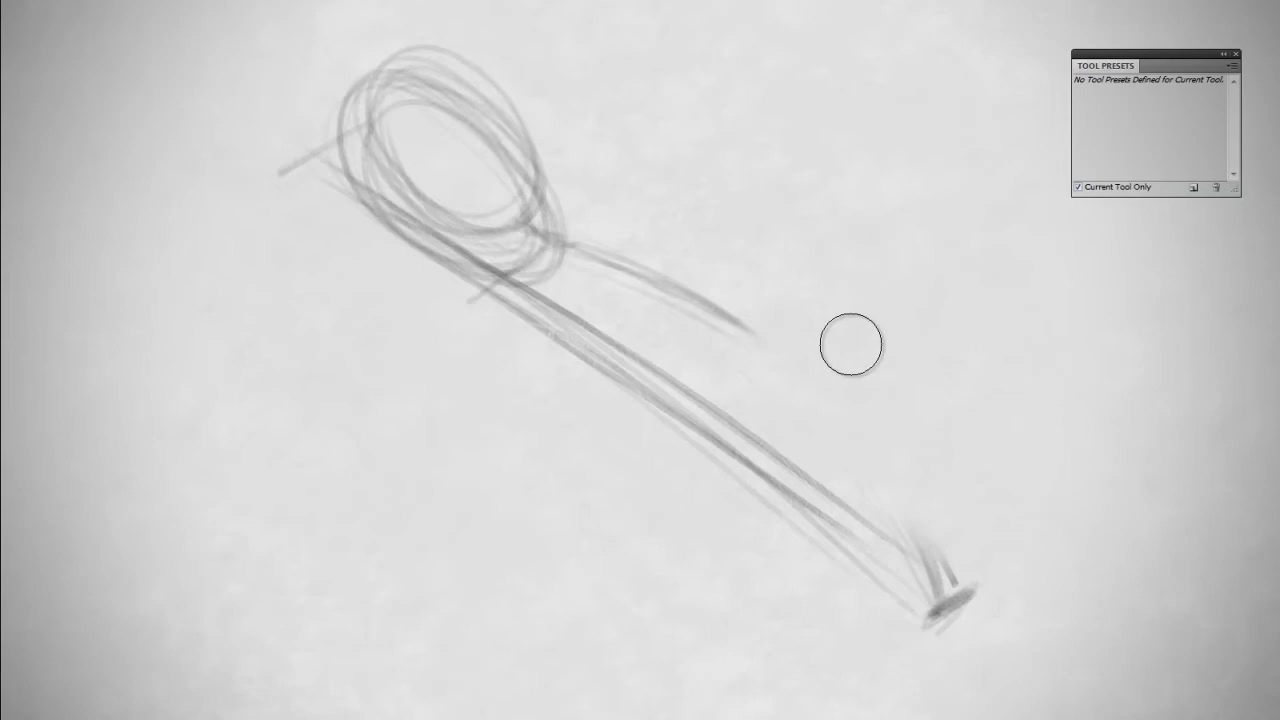 TOOL PRESETS
No Tool Presets Defined for Current Tool.
Current Tool Only